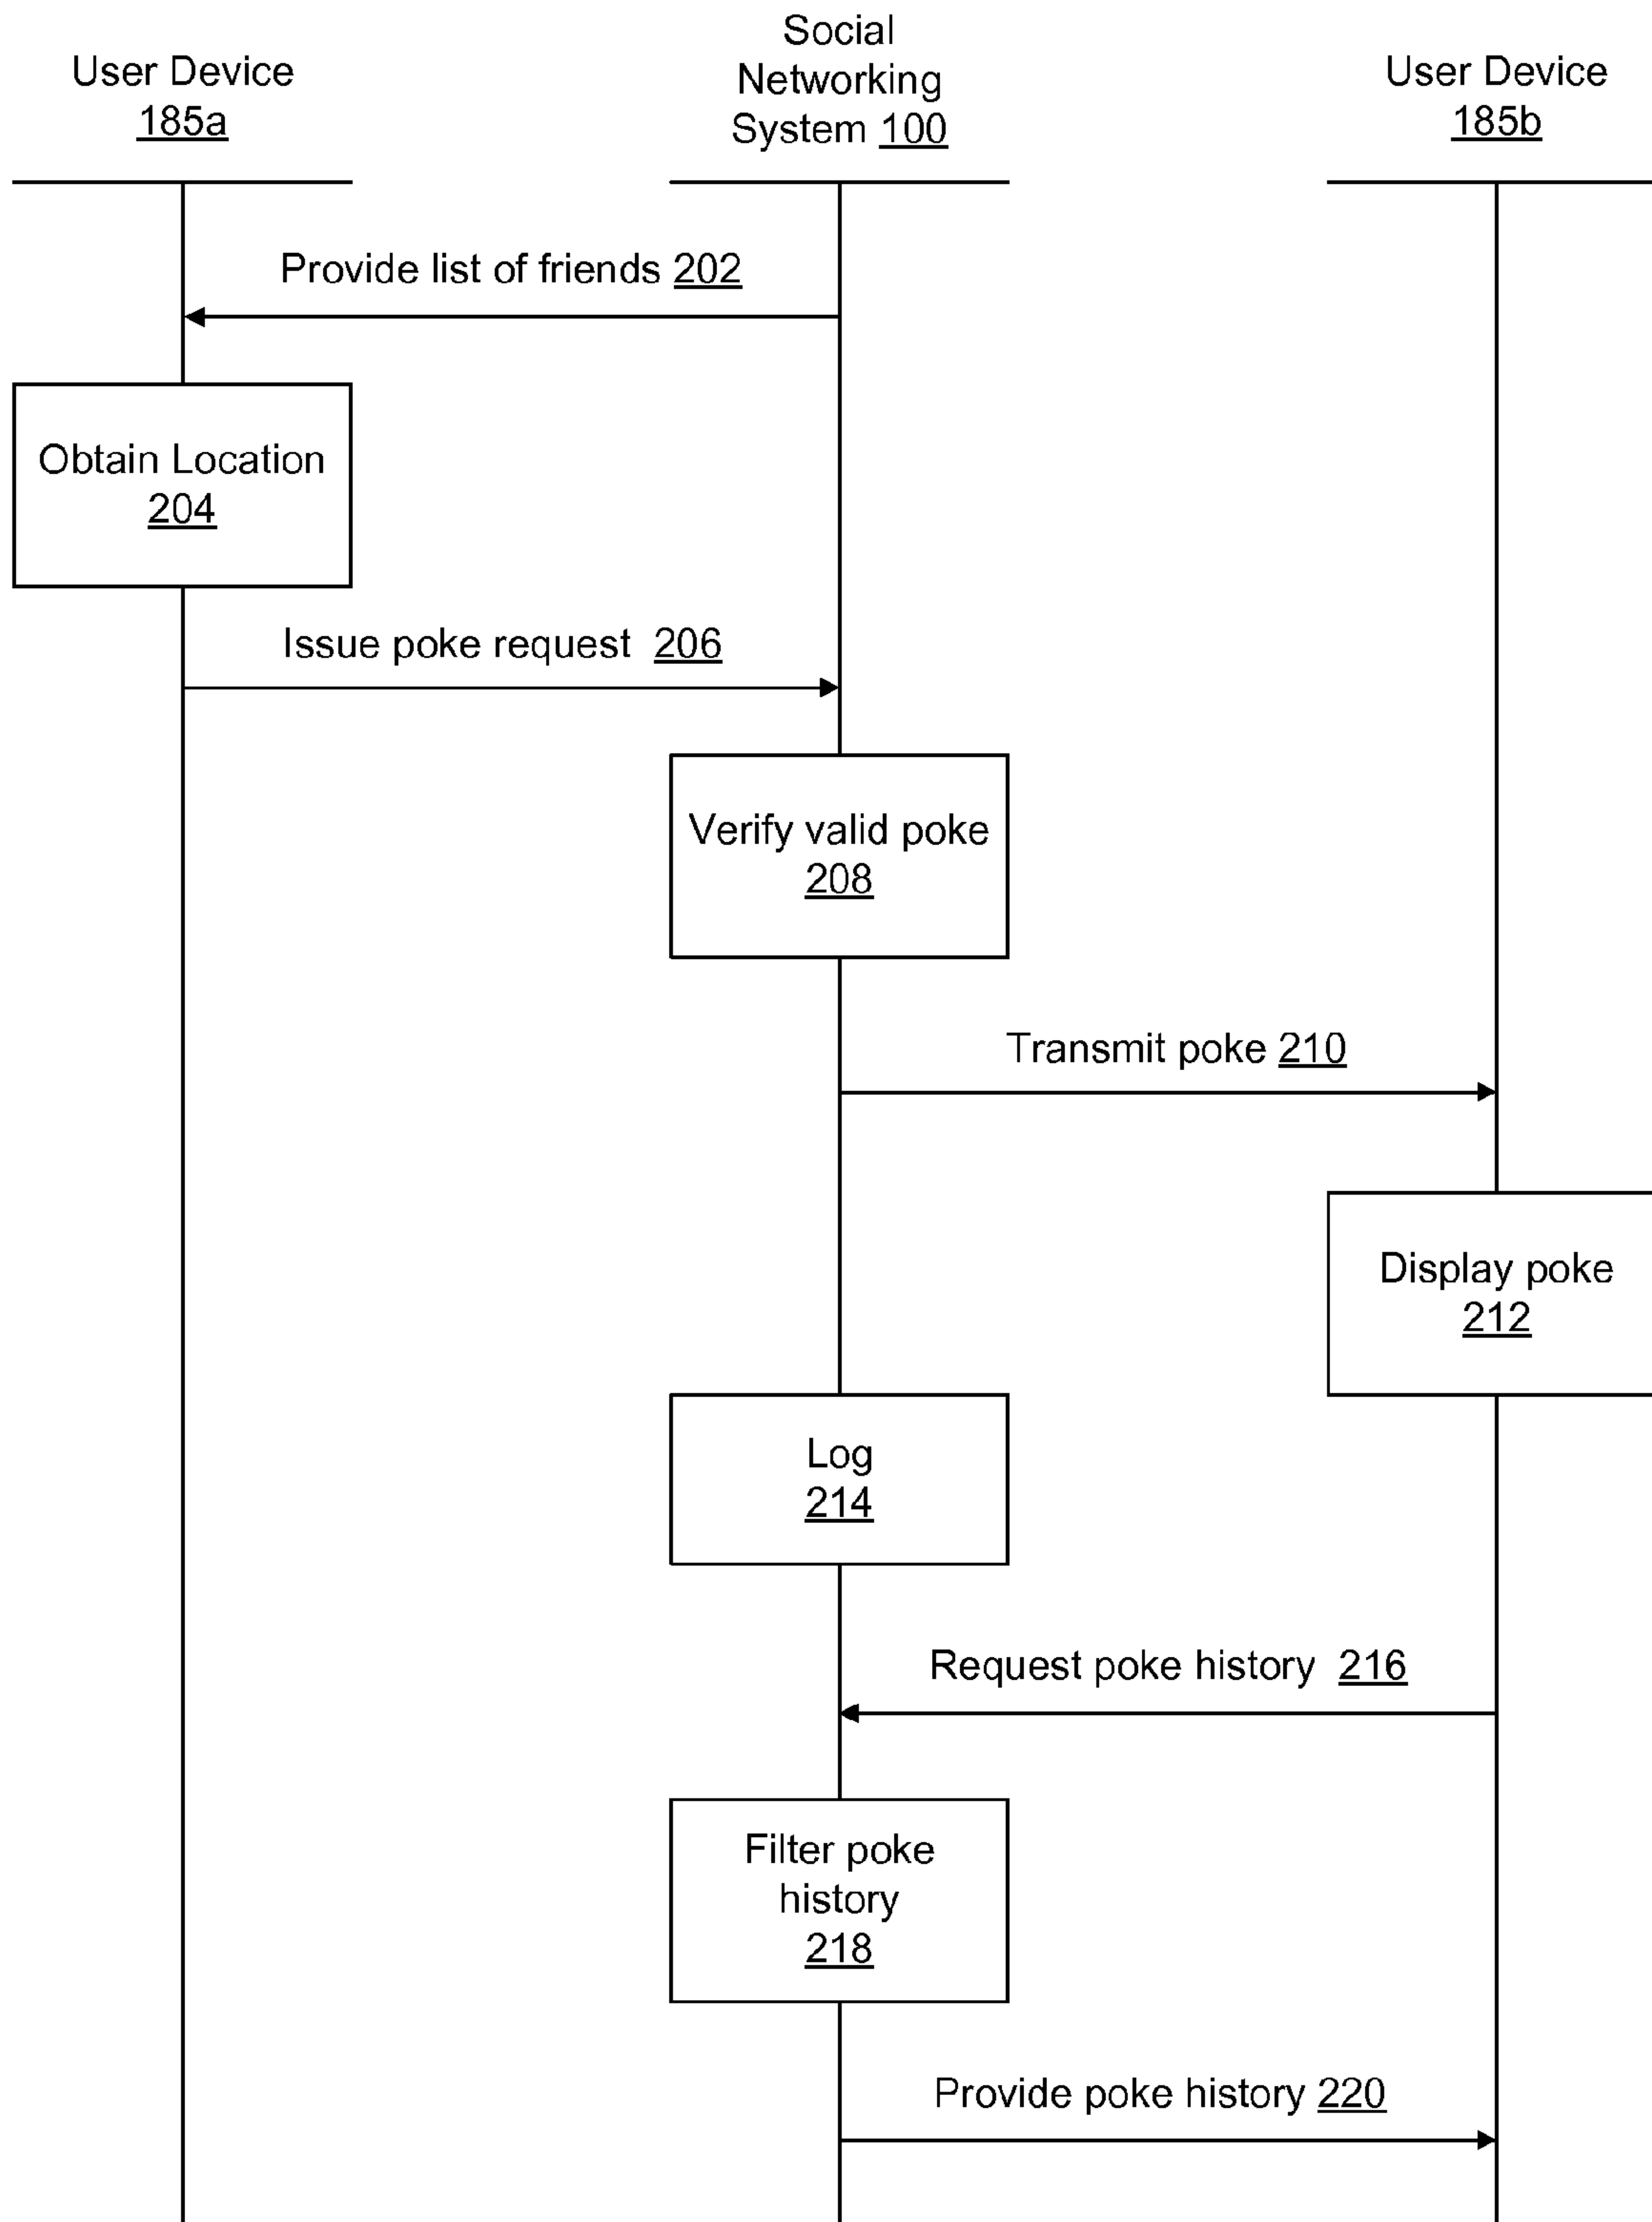 User Device
185a
Social
Networking
System 100
User Device
185b
Provide list of friends 202
Obtain Location
204
Issue poke request 206
Verify valid poke
208
Transmit poke 210
Display poke
212
Log
214
Request poke history 216
Filter poke
history
218
Provide poke history 220